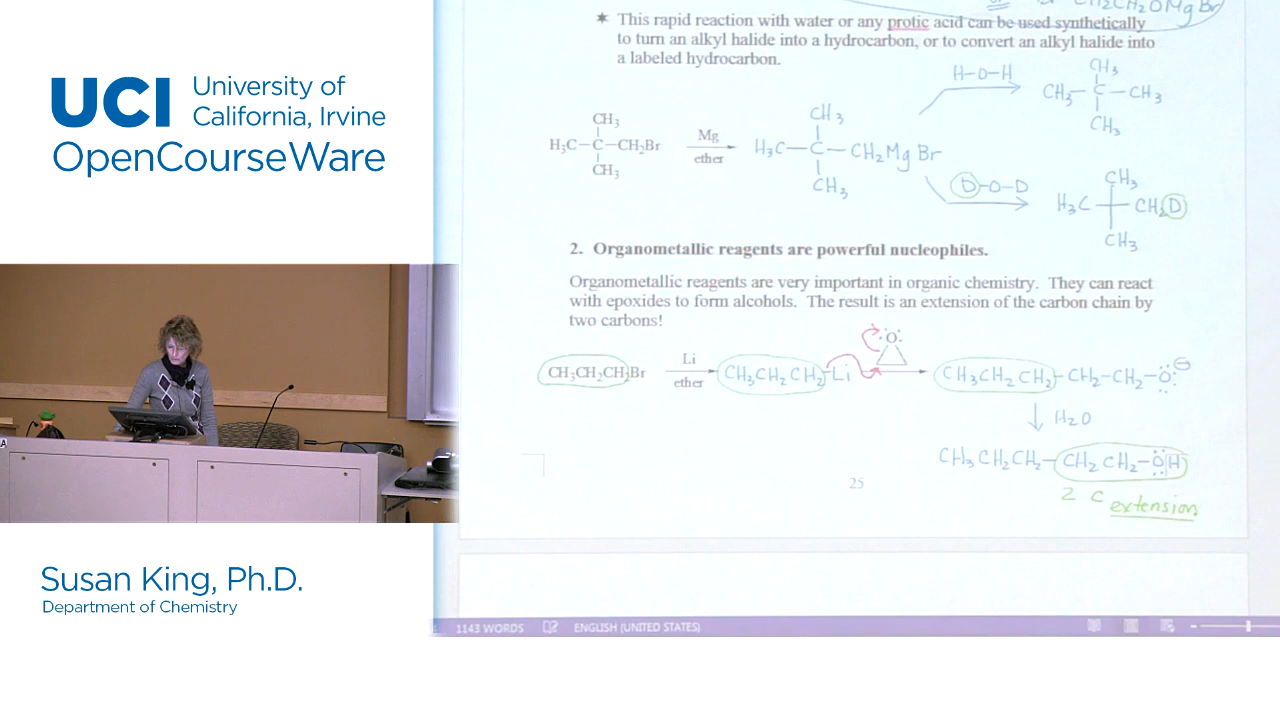 UCI University of
California, Irvine
OpenCourseWare
CH2CH2OMgBr
✶ This rapid reaction with water or any protic acid can be used synthetically
to turn an alkyl halide into a hydrocarbon, or to convert an alkyl halide into
a labeled hydrocarbon.
H-O-H
CH3
CH3-C-CH3
CH3
CH3
H3C-C-CH2Br
CH3
Mg
ether
CH3
H3C-C-CH2MgBr
CH3
D-O-D
CH3
H3C CH2D
CH3
2. Organometallic reagents are powerful nucleophiles.
Organometallic reagents are very important in organic chemistry. They can react
with epoxides to form alcohols. The result is an extension of the carbon chain by
two carbons!
CH3CH2CH2Br
Li
ether
CH3CH2CH2-Li
:O:
CH3CH2CH2-CH2-CH2-O:⊖
H2O
CH3CH2CH2-CH2CH2-OH
2 C extension
25
A
Susan King, Ph.D.
Department of Chemistry
1143 WORDS ENGLISH (UNITED STATES)